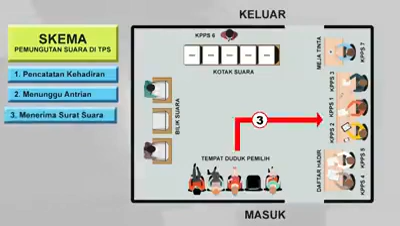 KELUAR
SKEMA
PEMUNGUTAN SUARA DI TPS
1. Pencatatan Kehadiran
2. Menunggu Antrian
3. Menerima Surat Suara
KPPS 6
KOTAK SUARA
BILIK SUARA
3
TEMPAT DUDUK PEMILIH
MEJA TINTA
KPPS 7
KPPS 3
KPPS 1
KPPS 2
DAFTAR HADIR
KPPS 5
KPPS 4
MASUK